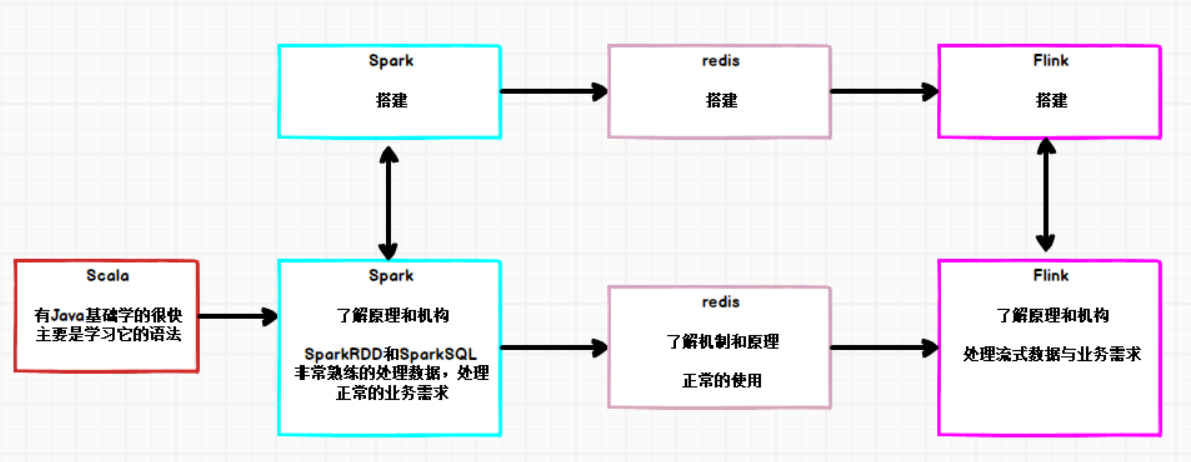 Spark
搭建
redis
搭建
Flink
搭建
Scala
有Java基础学的很快
主要是学习它的语法
Spark
了解原理和机构
SparkRDD和SparkSQL
非常熟练的处理数据，处理
正常的业务需求
redis
了解机制和原理
正常的使用
Flink
了解原理和机构
处理流式数据与业务需求